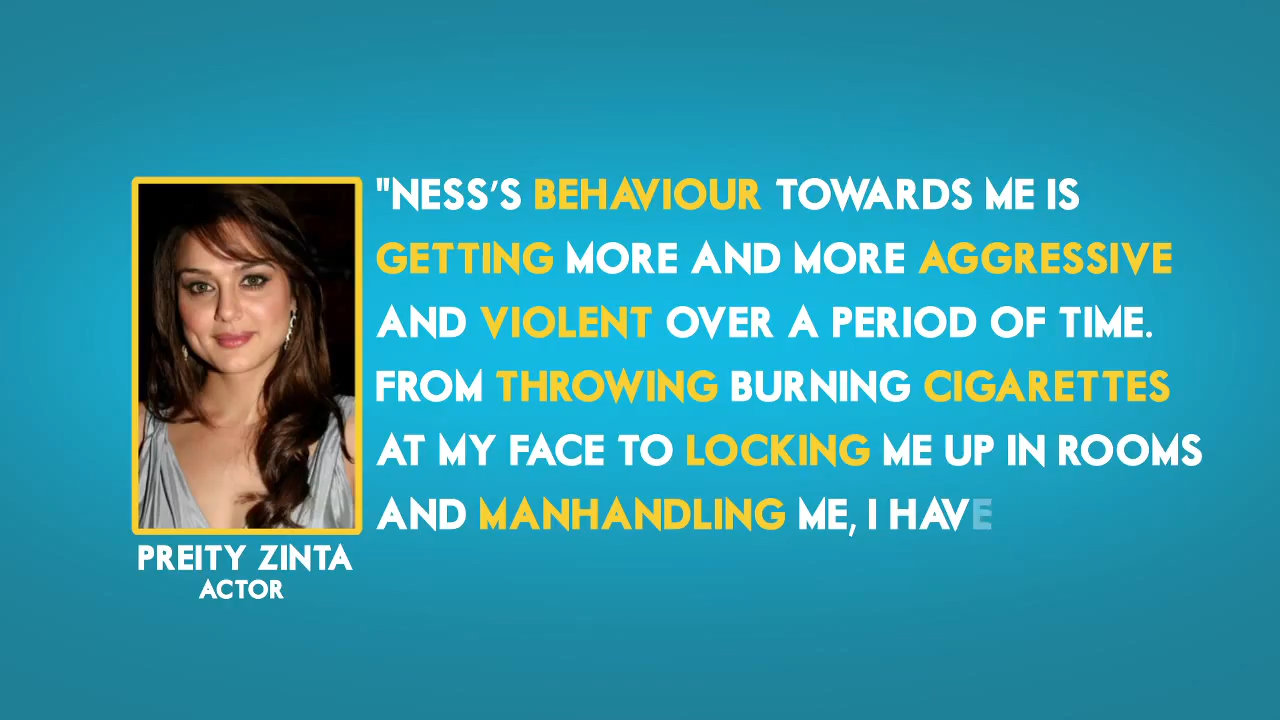 "NESS'S BEHAVIOUR TOWARDS ME IS
GETTING MORE AND MORE AGGRESSIVE
AND VIOLENT OVER A PERIOD OF TIME.
FROM THROWING BURNING CIGARETTES
AT MY FACE TO LOCKING ME UP IN ROOMS
AND MANHANDLING ME, I HAVE
PREITY ZINTA
ACTOR